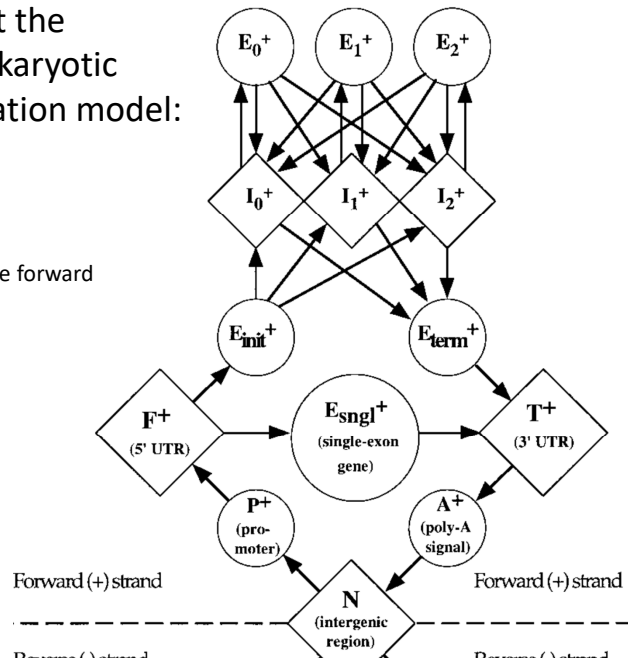 t the
karyotic
ation model:
e forward
E0+ E1+ E2+
I0+ I1+ I2+
Einit+ Eterm+
F+
(5' UTR)
Esngl+
(single-exon
gene)
T+
(3' UTR)
P+
(pro-
moter)
A+
(poly-A
signal)
Forward (+) strand Forward (+) strand
N
(intergenic
region)